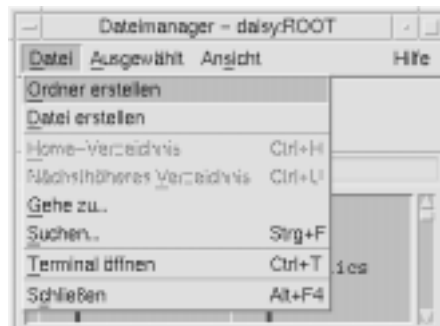 Dateimanager – daisy:ROOT
Datei Ausgewählt Ansicht Hilfe
Ordner erstellen
Datei erstellen
Home–Verzeichnis Ctrl+H
Nächsthöheres Verzeichnis Ctrl+U
Gehe zu...
Suchen... Strg+F
Terminal öffnen Ctrl+T
ics
Schließen Alt+F4